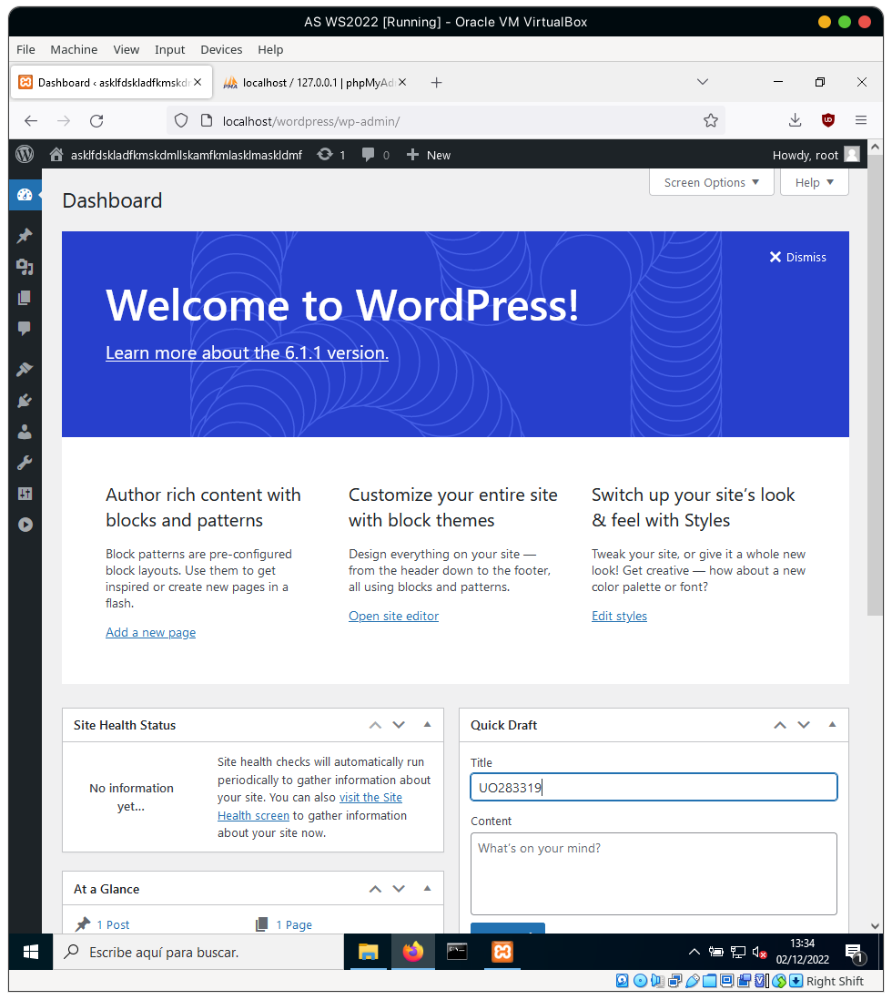 AS WS2022 [Running] - Oracle VM VirtualBox
File Machine View Input Devices Help
Dashboard ‹ asklfdskladfkmskdm
PMA localhost / 127.0.0.1 | phpMyAdm
localhost/wordpress/wp-admin/
asklfdskladfkmskdmllskamfkmlasklmaskldmf 1 0 New Howdy, root
Screen Options Help
Dashboard
Dismiss
Welcome to WordPress!
Learn more about the 6.1.1 version.
Author rich content with
blocks and patterns
Block patterns are pre-configured
block layouts. Use them to get
inspired or create new pages in a
flash.
Add a new page
Customize your entire site
with block themes
Design everything on your site —
from the header down to the footer,
all using blocks and patterns.
Open site editor
Switch up your site’s look
& feel with Styles
Tweak your site, or give it a whole new
look! Get creative — how about a new
color palette or font?
Edit styles
Site Health Status
No information
yet...
Site health checks will automatically run
periodically to gather information about
your site. You can also visit the Site
Health screen to gather information
about your site now.
At a Glance
1 Post 1 Page
Quick Draft
Title
UO283319
Content
What’s on your mind?
Escribe aquí para buscar.
13:34
02/12/2022
1
Right Shift